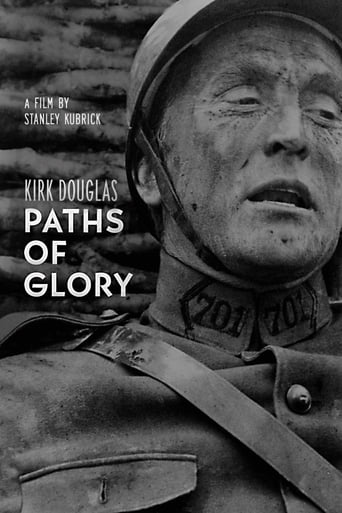 A FILM BY
STANLEY KUBRICK
KIRK DOUGLAS
PATHS
OF
GLORY
701 701